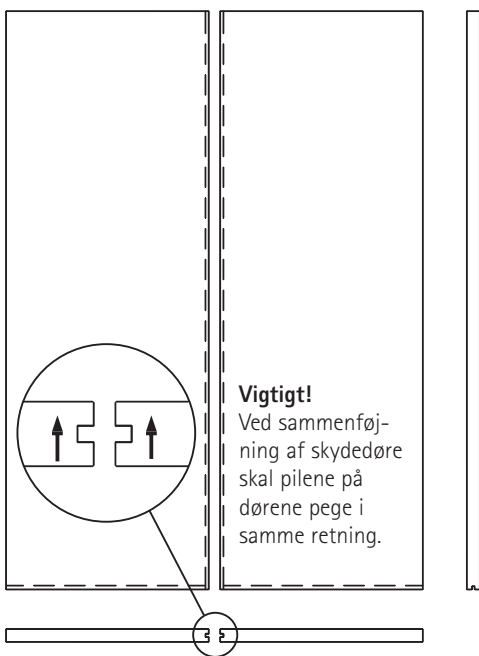 Vigtigt!
Ved sammenføj-
ning af skydedøre
skal pilene på
dørene pege i
samme retning.